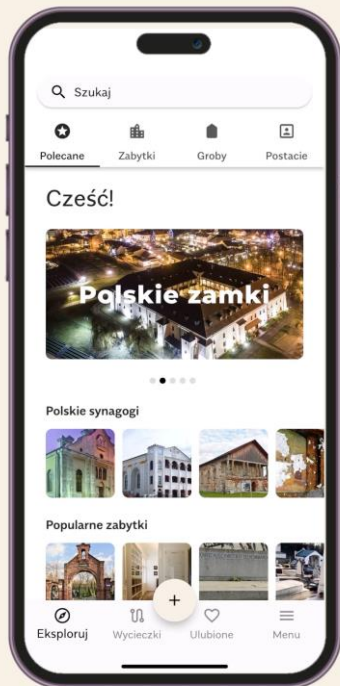 Szukaj
Polecane Zabytki Groby Postacie
Cześć!
Polskie zamki
Polskie synagogi
Popularne zabytki
Eksploruj Wycieczki Ulubione Menu